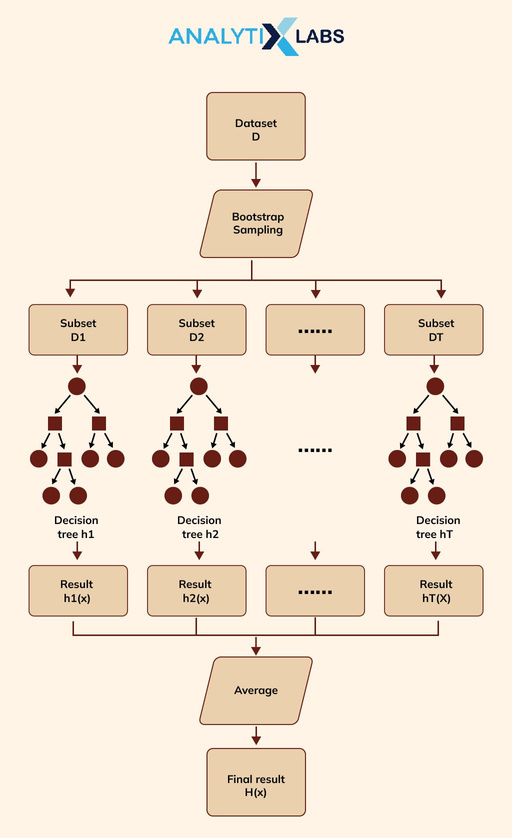 ANALYTIX LABS
Dataset
D
Bootstrap
Sampling
Subset
D1
Subset
D2
......
Subset
DT
......
Decision
tree h1
Decision
tree h2
Decision
tree hT
Result
h1(x)
Result
h2(x)
......
Result
hT(X)
Average
Final result
H(x)